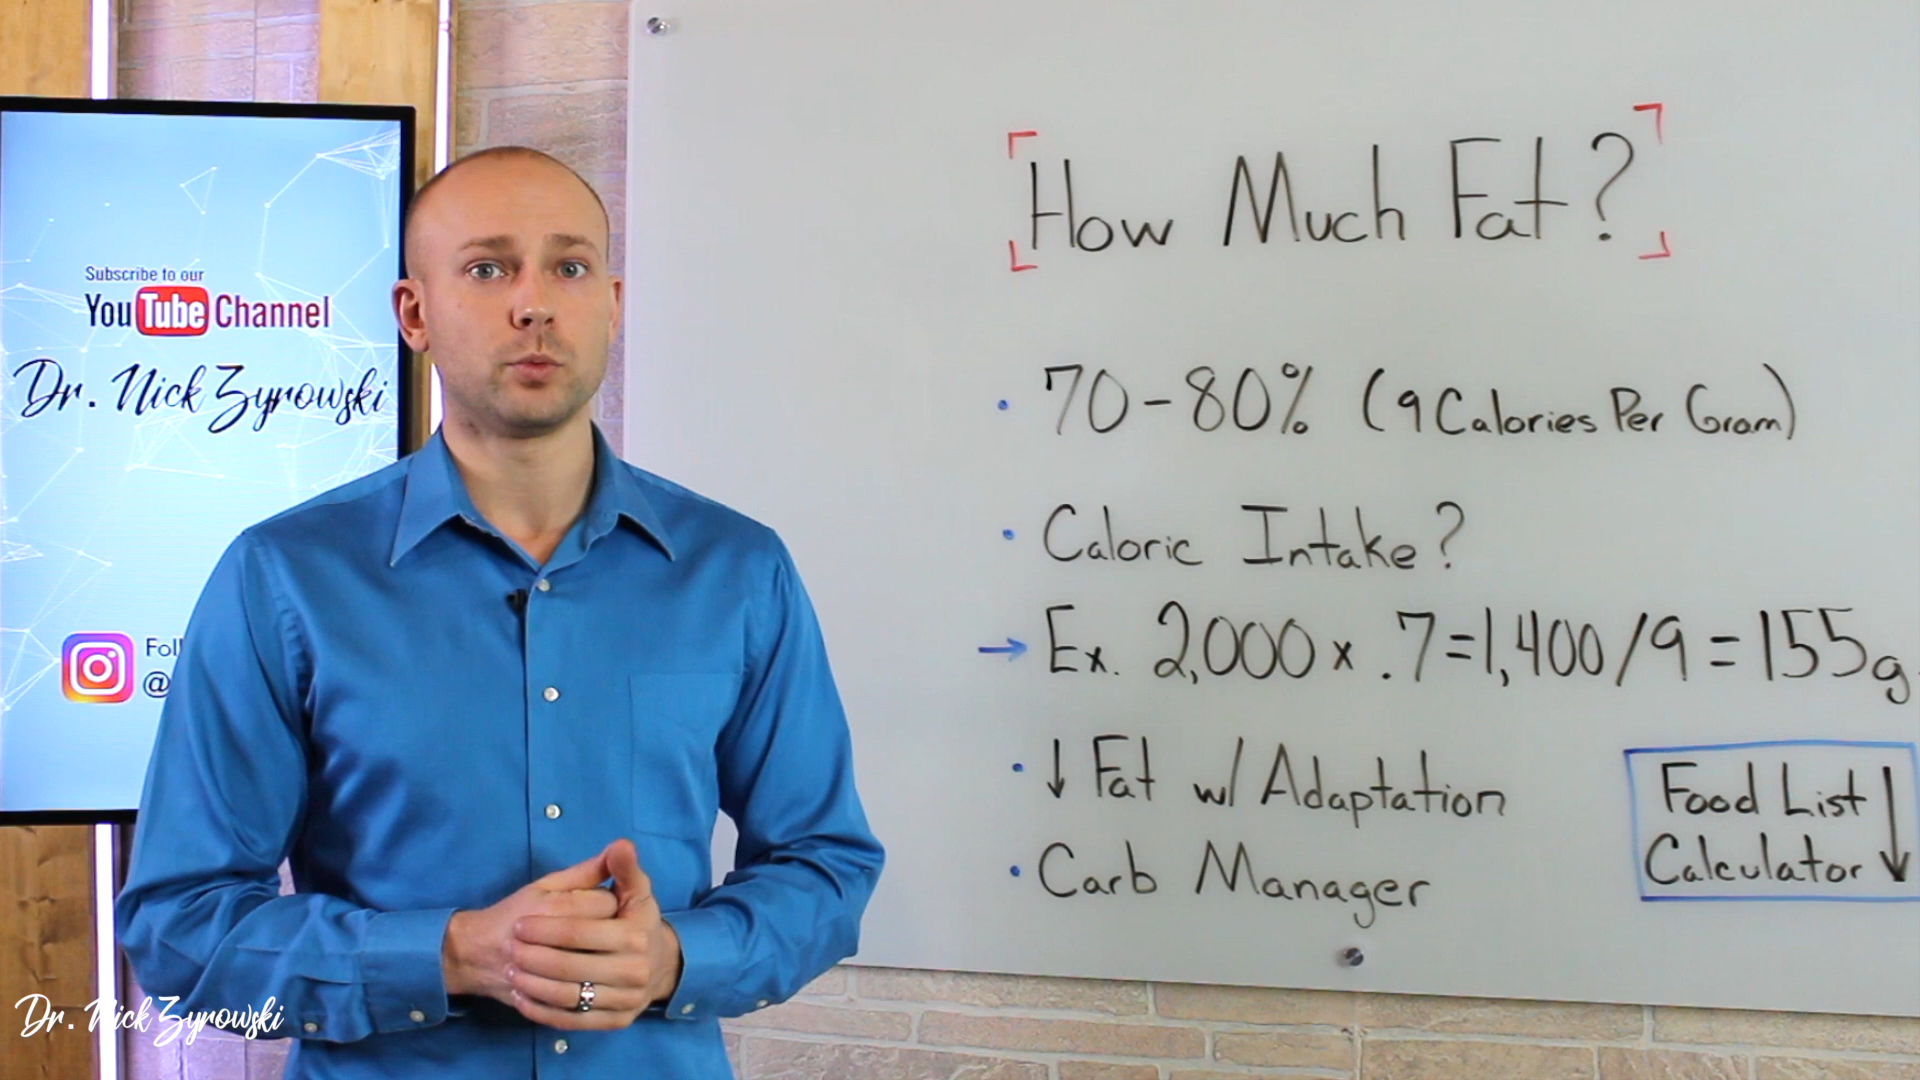 Subscribe to our
YouTube Channel
Dr. Nick Zyrowski
@
Dr. Nick Zyrowski
How Much Fat?
• 70-80% (9 Calories Per Gram)
• Caloric Intake?
→ Ex. 2,000 x .7=1,400/9 = 155g.
• ↓ Fat w/ Adaptation
• Carb Manager
Food List
Calculator ↓